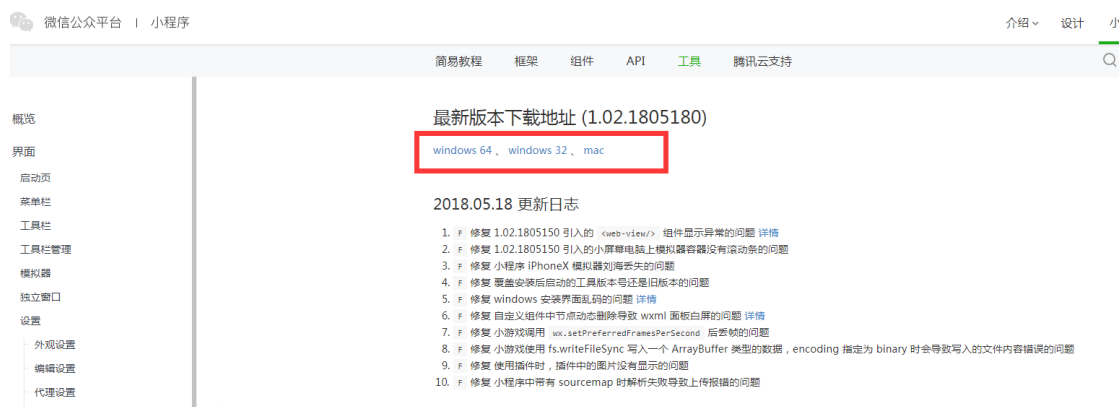 微信公众平台 | 小程序
介绍 设计 小
简易教程 框架 组件 API 工具 腾讯云支持
概览
界面
启动页
菜单栏
工具栏
工具栏管理
模拟器
独立窗口
设置
外观设置
编辑设置
代理设置
最新版本下载地址 (1.02.1805180)
windows 64 、 windows 32 、 mac
2018.05.18 更新日志
1. F 修复 1.02.1805150 引入的 <web-view/> 组件显示异常的问题 详情
2. F 修复 1.02.1805150 引入的小屏幕电脑上模拟器容器没有滚动条的问题
3. F 修复 小程序 iPhoneX 模拟器刘海丢失的问题
4. F 修复 覆盖安装后启动的工具版本号还是旧版本的问题
5. F 修复 windows 安装界面乱码的问题 详情
6. F 修复 自定义组件中节点动态删除导致 wxml 面板白屏的问题 详情
7. F 修复 小游戏调用 wx.setPreferredFramesPerSecond 后丢帧的问题
8. F 修复 小游戏使用 fs.writeFileSync 写入一个 ArrayBuffer 类型的数据，encoding 指定为 binary 时会导致写入的文件内容错误的问题
9. F 修复 使用插件时，插件中的图片没有显示的问题
10. F 修复 小程序中带有 sourcemap 时解析失败导致上传报错的问题